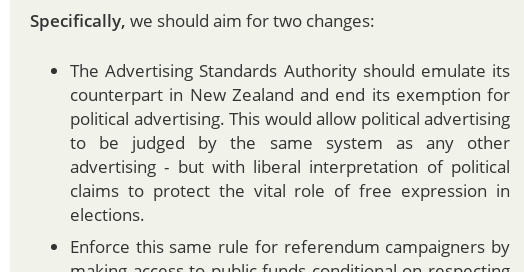 Specifically, we should aim for two changes:
• The Advertising Standards Authority should emulate its
counterpart in New Zealand and end its exemption for
political advertising. This would allow political advertising
to be judged by the same system as any other
advertising - but with liberal interpretation of political
claims to protect the vital role of free expression in
elections.
• Enforce this same rule for referendum campaigners by
making access to public funds conditional on respecting